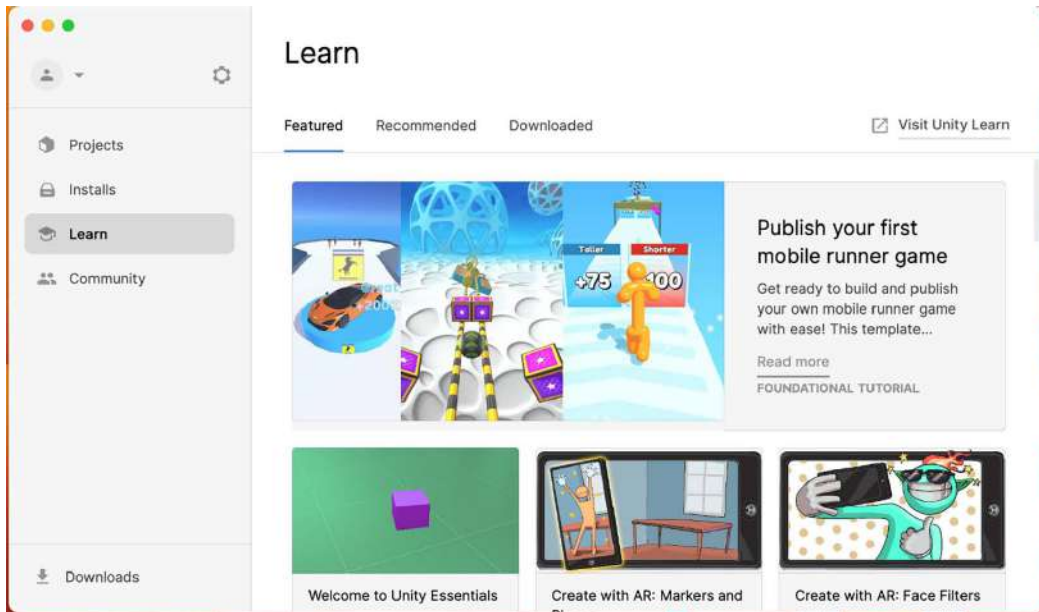 Learn
Featured
Recommended
Downloaded
Visit Unity Learn
Projects
Installs
Learn
Community
Downloads
Taller
Shorter
+75
100
Publish your first
mobile runner game
Get ready to build and publish
your own mobile runner game
with ease! This template...
Read more
FOUNDATIONAL TUTORIAL
Welcome to Unity Essentials
Create with AR: Markers and
Create with AR: Face Filters